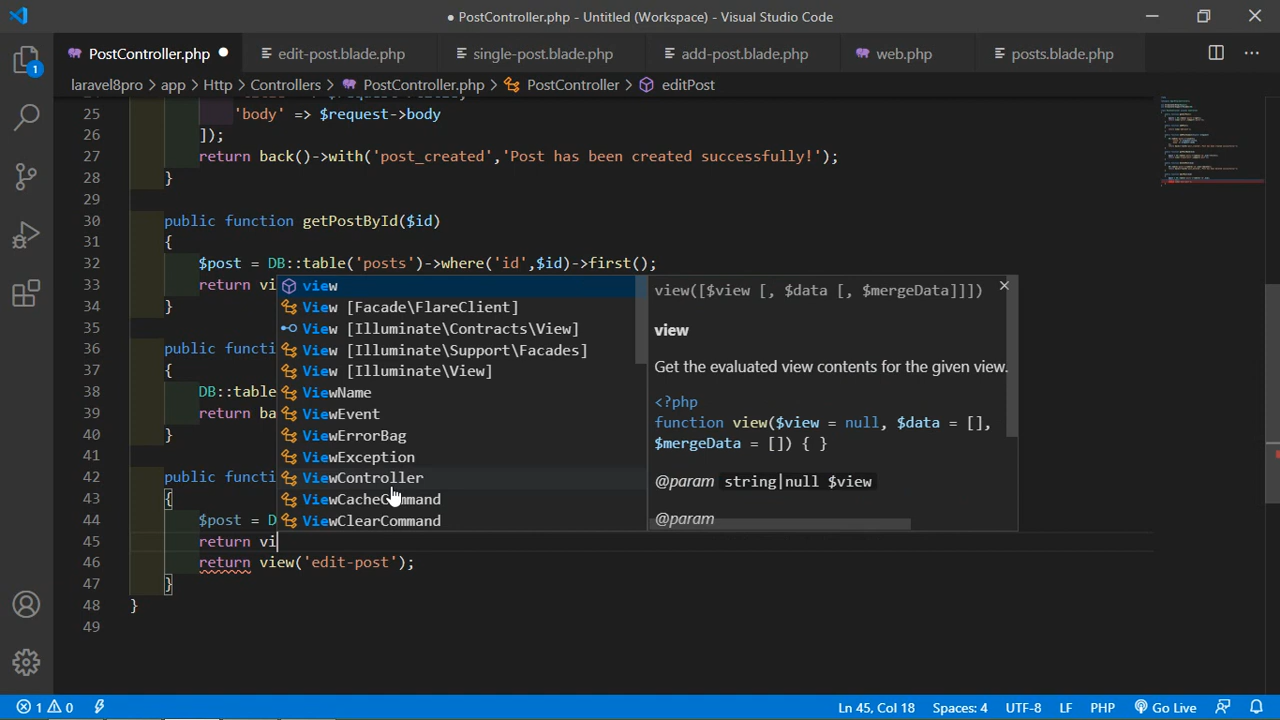 PostController.php - Untitled (Workspace) - Visual Studio Code
PostController.php edit-post.blade.php single-post.blade.php add-post.blade.php web.php posts.blade.php
laravel8pro > app > Http > Controllers > PostController.php > PostController > editPost
25 'body' => $request->body
26 ]);
27 return back()->with('post_created','Post has been created successfully!');
28 }
29
30 public function getPostById($id)
31 {
32 $post = DB::table('posts')->where('id',$id)->first();
33 return vi
34 }
35
36 public functi
37 {
38 DB::table
39 return ba
40 }
41
42 public functi
43 {
44 $post = D
45 return vi
46 return view('edit-post');
47 }
48 }
49
view
View [Facade\FlareClient]
View [Illuminate\Contracts\View]
View [Illuminate\Support\Facades]
View [Illuminate\View]
ViewName
ViewEvent
ViewErrorBag
ViewException
ViewController
ViewCacheCommand
ViewClearCommand
view([$view [, $data [, $mergeData]]])
view
Get the evaluated view contents for the given view.
<?php
function view($view = null, $data = [],
$mergeData = []) { }
@param string|null $view
@param
1
1 0 Ln 45, Col 18 Spaces: 4 UTF-8 LF PHP Go Live